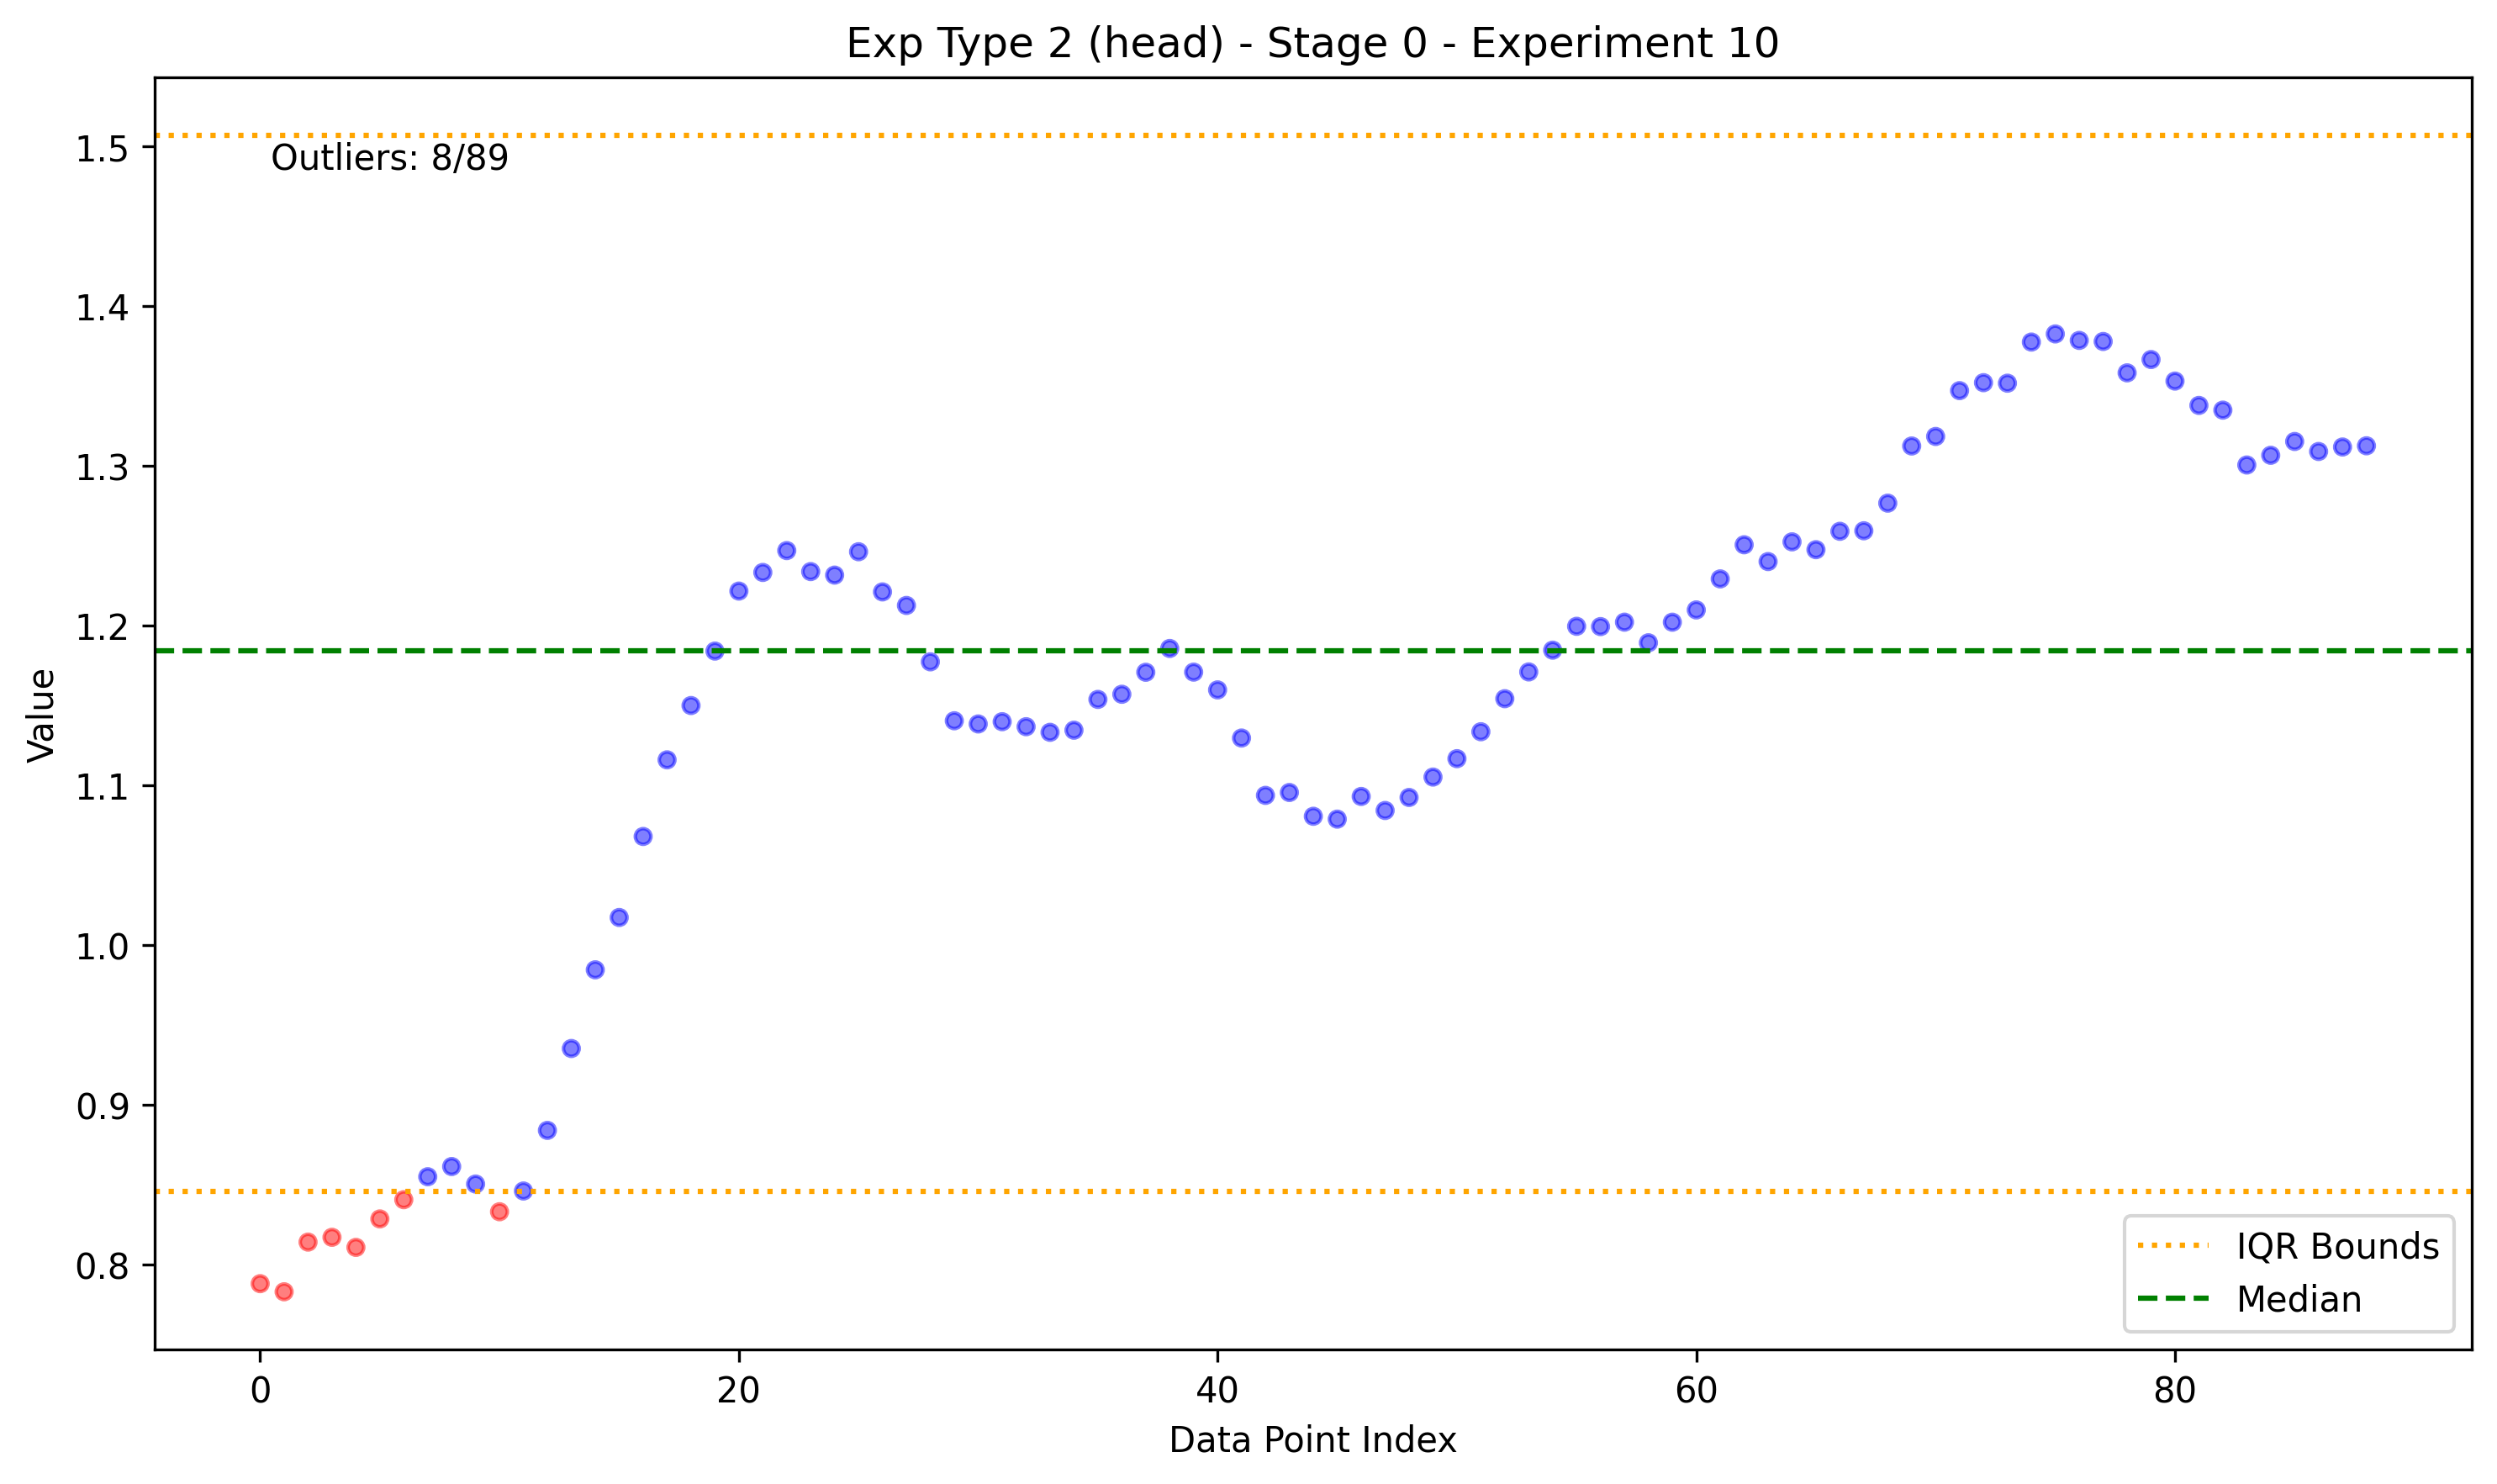 Exp Type 2 (head) - Stage 0 - Experiment 10
Value
1.5
1.4
1.3
1.2
1.1
1.0
0.9
0.8
Outliers: 8/89
IQR Bounds
Median
0 20 40 60 80
Data Point Index